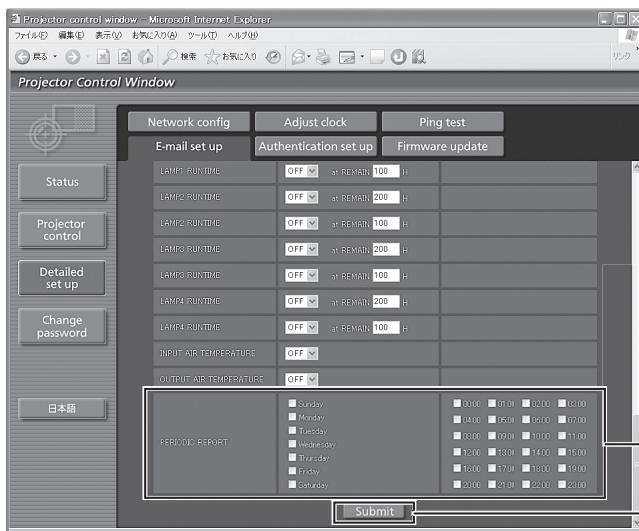 Projector control window - Microsoft Internet Explorer
ファイル(F) 編集(E) 表示(V) お気に入り(A) ツール(T) ヘルプ(H)
戻る 検索 お気に入り リンク
Projector Control Window
Network config Adjust clock Ping test
E-mail set up Authentication set up Firmware update
Status
Projector control
Detailed set up
Change password
日本語
LAMP1 RUNTIME OFF at REMAIN 100 H
LAMP2 RUNTIME OFF at REMAIN 200 H
LAMP2 RUNTIME OFF at REMAIN 100 H
LAMP3 RUNTIME OFF at REMAIN 200 H
LAMP3 RUNTIME OFF at REMAIN 100 H
LAMP4 RUNTIME OFF at REMAIN 200 H
LAMP4 RUNTIME OFF at REMAIN 100 H
INPUT AIR TEMPERATURE OFF
OUTPUT AIR TEMPERATURE OFF
PERIODIC REPORT
Sunday
Monday
Tuesday
Wednesday
Thursday
Friday
Saturday
00:00 01:00 02:00 03:00
04:00 05:00 06:00 07:00
08:00 09:00 10:00 11:00
12:00 13:00 14:00 15:00
16:00 17:00 18:00 19:00
20:00 21:00 22:00 23:00
Submit